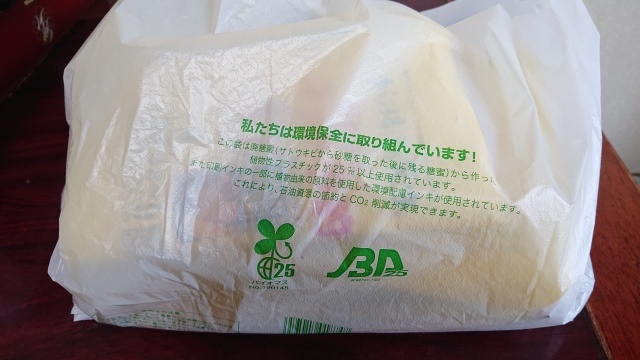 私たちは環境保全に取り組んでいます!
この袋は廃糖蜜(サトウキビから砂糖を取った後に残る糖蜜)から作った
植物性プラスチックが25%以上使用されています。
また印刷インキの一部に植物由来の原料を使用した環境配慮インキが使用されています。
これにより、石油資源の節約とCO2削減が実現できます。
25
バイオマス